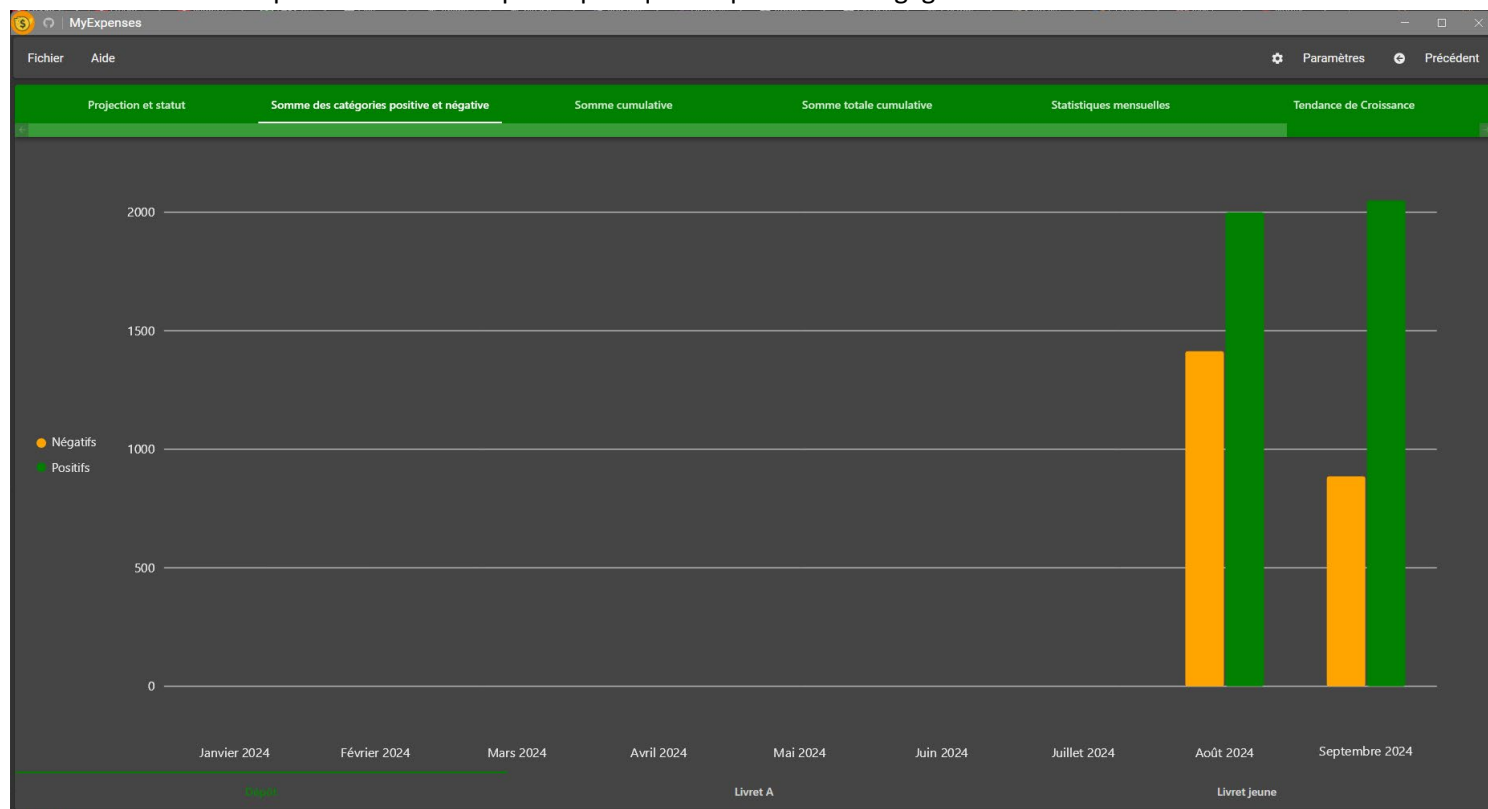 MyExpenses
Fichier Aide Paramètres Précédent
Projection et statut Somme des catégories positive et négative Somme cumulative Somme totale cumulative Statistiques mensuelles Tendance de Croissance
2000
1500
1000
500
0
Négatifs
Positifs
Janvier 2024 Février 2024 Mars 2024 Avril 2024 Mai 2024 Juin 2024 Juillet 2024 Août 2024 Septembre 2024
Dépôt Livret A Livret jeune